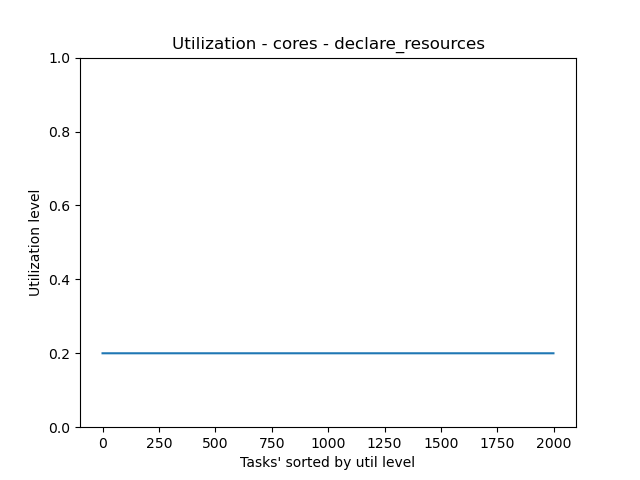 Utilization - cores - declare_resources
1.0
0.8
0.6
0.4
0.2
0.0
Utilization level
0 250 500 750 1000 1250 1500 1750 2000
Tasks' sorted by util level